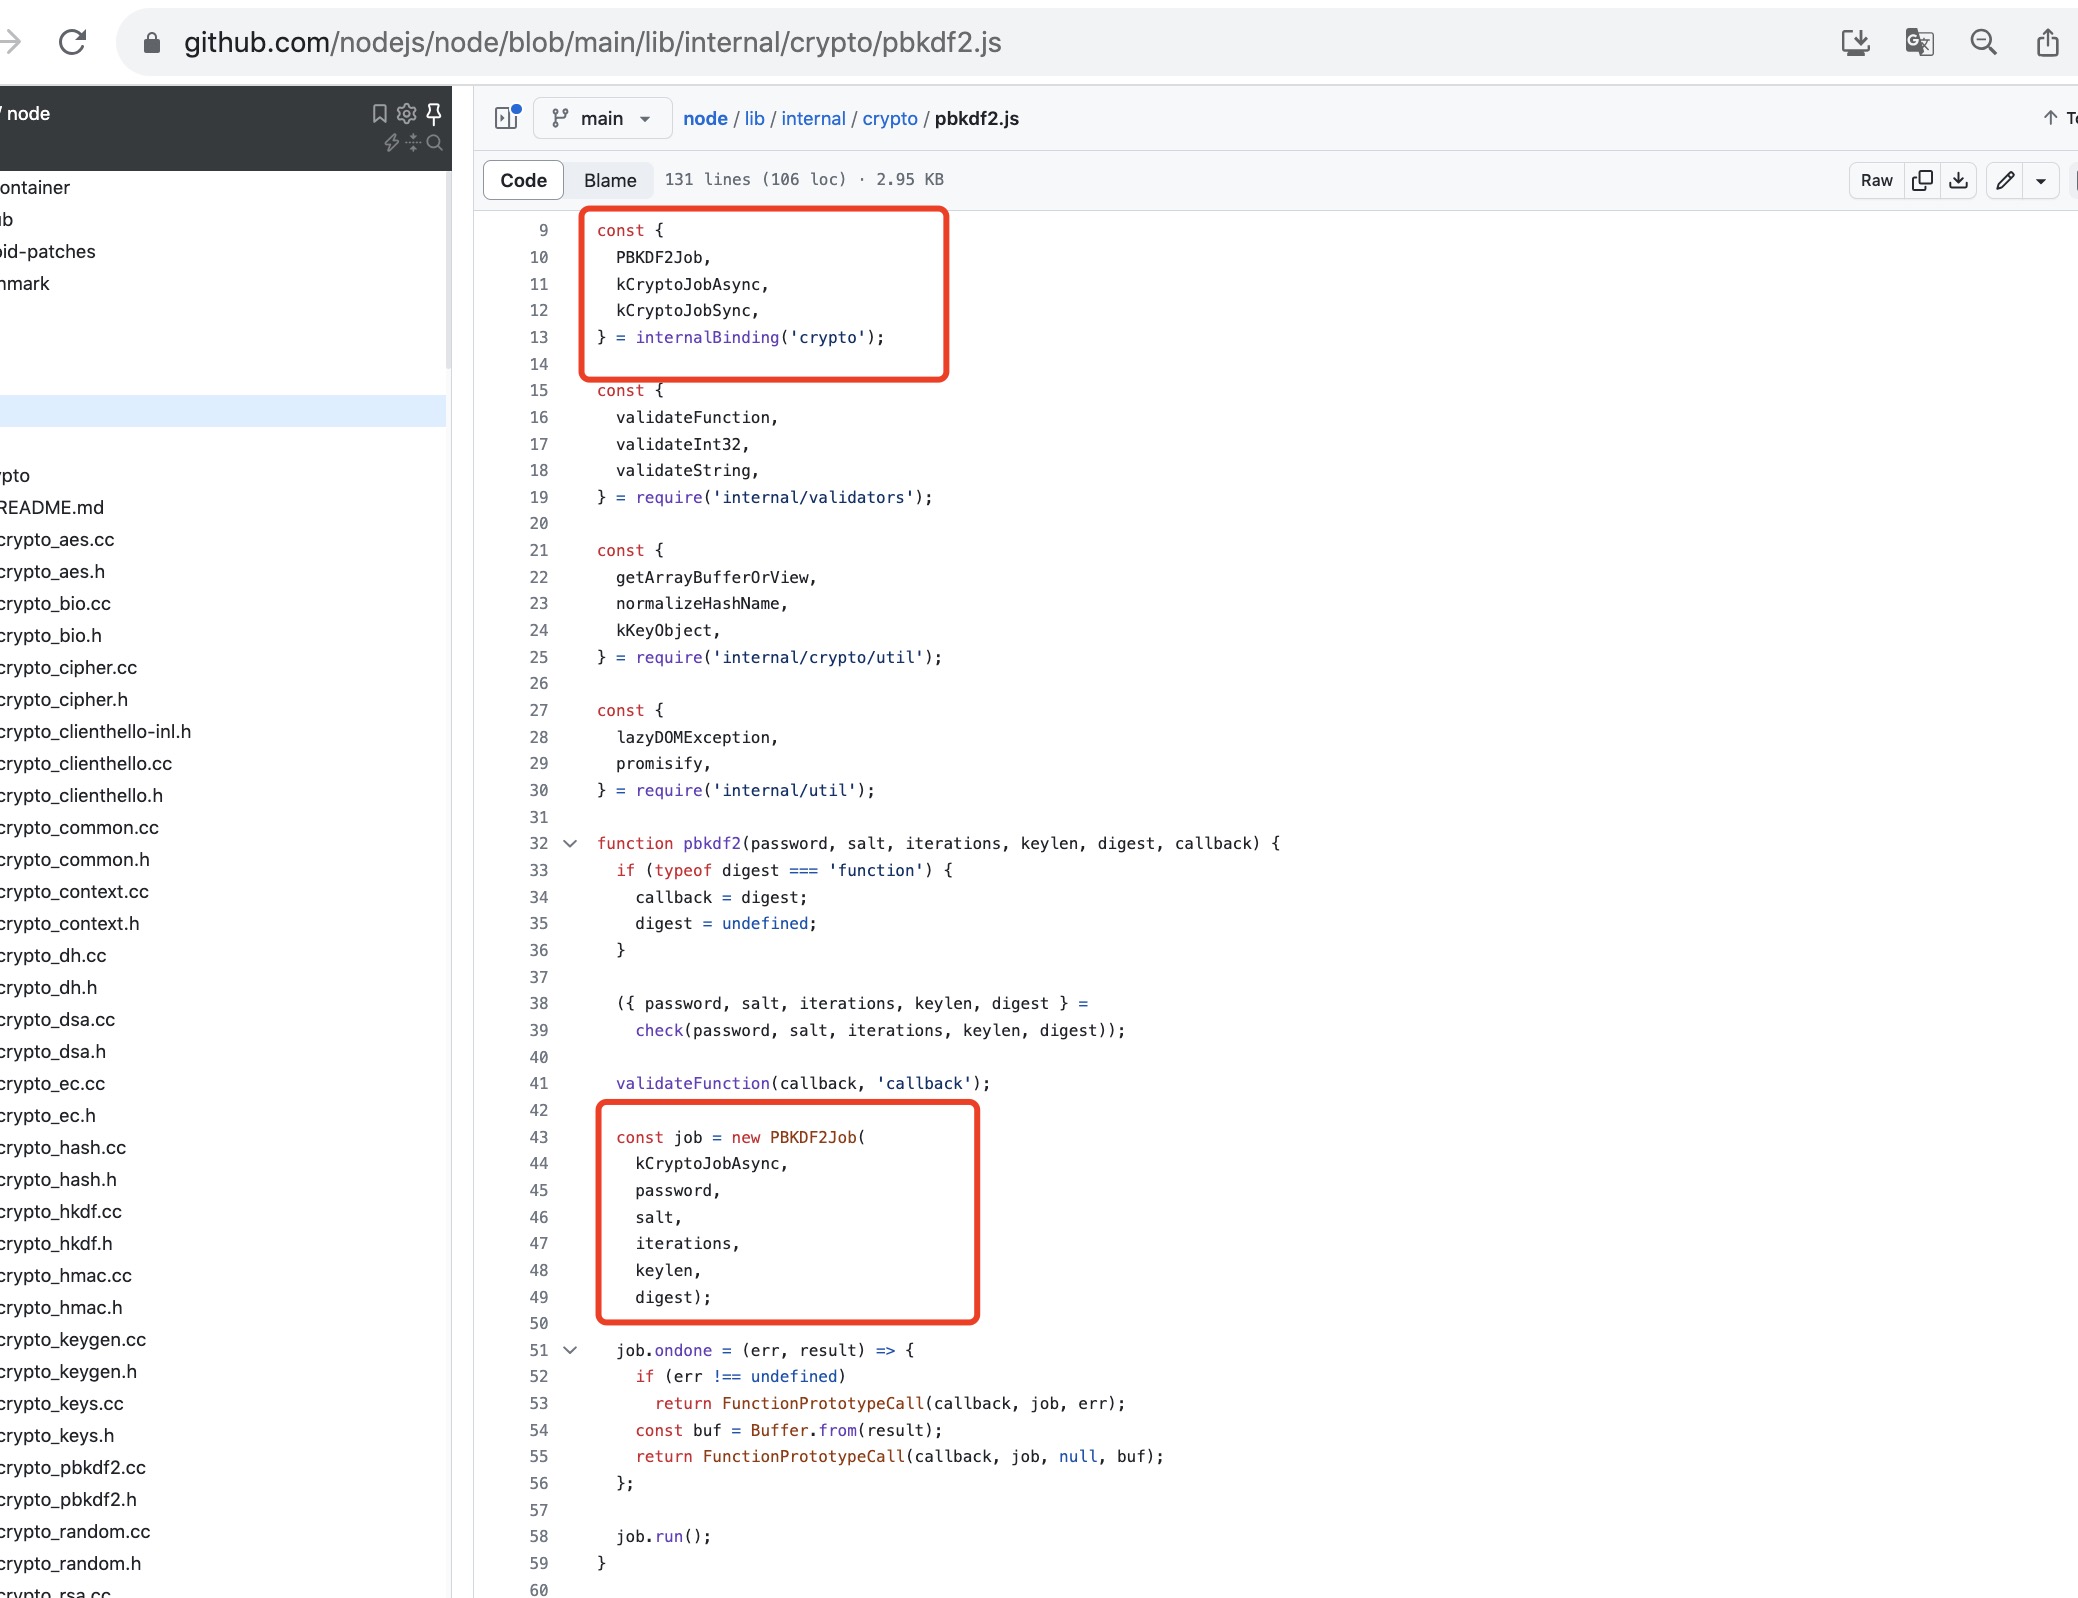 github.com/nodejs/node/blob/main/lib/internal/crypto/pbkdf2.js
/ node
ontainer
hmark
README.md
crypto_aes.cc
crypto_aes.h
crypto_bio.cc
crypto_bio.h
crypto_cipher.cc
crypto_cipher.h
crypto_clienthello-inl.h
crypto_clienthello.cc
crypto_clienthello.h
crypto_common.cc
crypto_common.h
crypto_context.cc
crypto_context.h
crypto_dh.cc
crypto_dh.h
crypto_dsa.cc
crypto_dsa.h
crypto_ec.cc
crypto_ec.h
crypto_hash.cc
crypto_hash.h
crypto_hkdf.cc
crypto_hkdf.h
crypto_hmac.cc
crypto_hmac.h
crypto_keygen.cc
crypto_keygen.h
crypto_keys.cc
crypto_keys.h
crypto_pbkdf2.cc
crypto_pbkdf2.h
crypto_random.cc
crypto_random.h
crypto_rsa.cc
main node / lib / internal / crypto / pbkdf2.js
Code Blame 131 lines (106 loc) · 2.95 KB Raw
9 const {
10 PBKDF2Job,
11 kCryptoJobAsync,
12 kCryptoJobSync,
13 } = internalBinding('crypto');
14
15 const {
16 validateFunction,
17 validateInt32,
18 validateString,
19 } = require('internal/validators');
20
21 const {
22 getArrayBufferOrView,
23 normalizeHashName,
24 kKeyObject,
25 } = require('internal/crypto/util');
26
27 const {
28 lazyDOMException,
29 promisify,
30 } = require('internal/util');
31
32 function pbkdf2(password, salt, iterations, keylen, digest, callback) {
33 if (typeof digest === 'function') {
34 callback = digest;
35 digest = undefined;
36 }
37
38 ({ password, salt, iterations, keylen, digest } =
39 check(password, salt, iterations, keylen, digest));
40
41 validateFunction(callback, 'callback');
42
43 const job = new PBKDF2Job(
44 kCryptoJobAsync,
45 password,
46 salt,
47 iterations,
48 keylen,
49 digest);
50
51 job.ondone = (err, result) => {
52 if (err !== undefined)
53 return FunctionPrototypeCall(callback, job, err);
54 const buf = Buffer.from(result);
55 return FunctionPrototypeCall(callback, job, null, buf);
56 };
57
58 job.run();
59 }
60